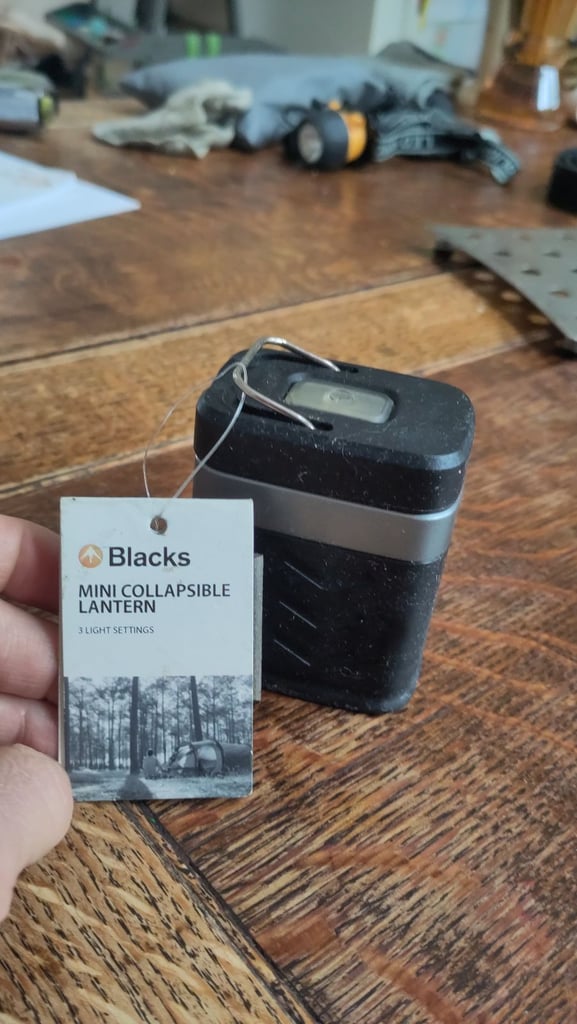 Blacks
MINI COLLAPSIBLE
LANTERN
3 LIGHT SETTINGS